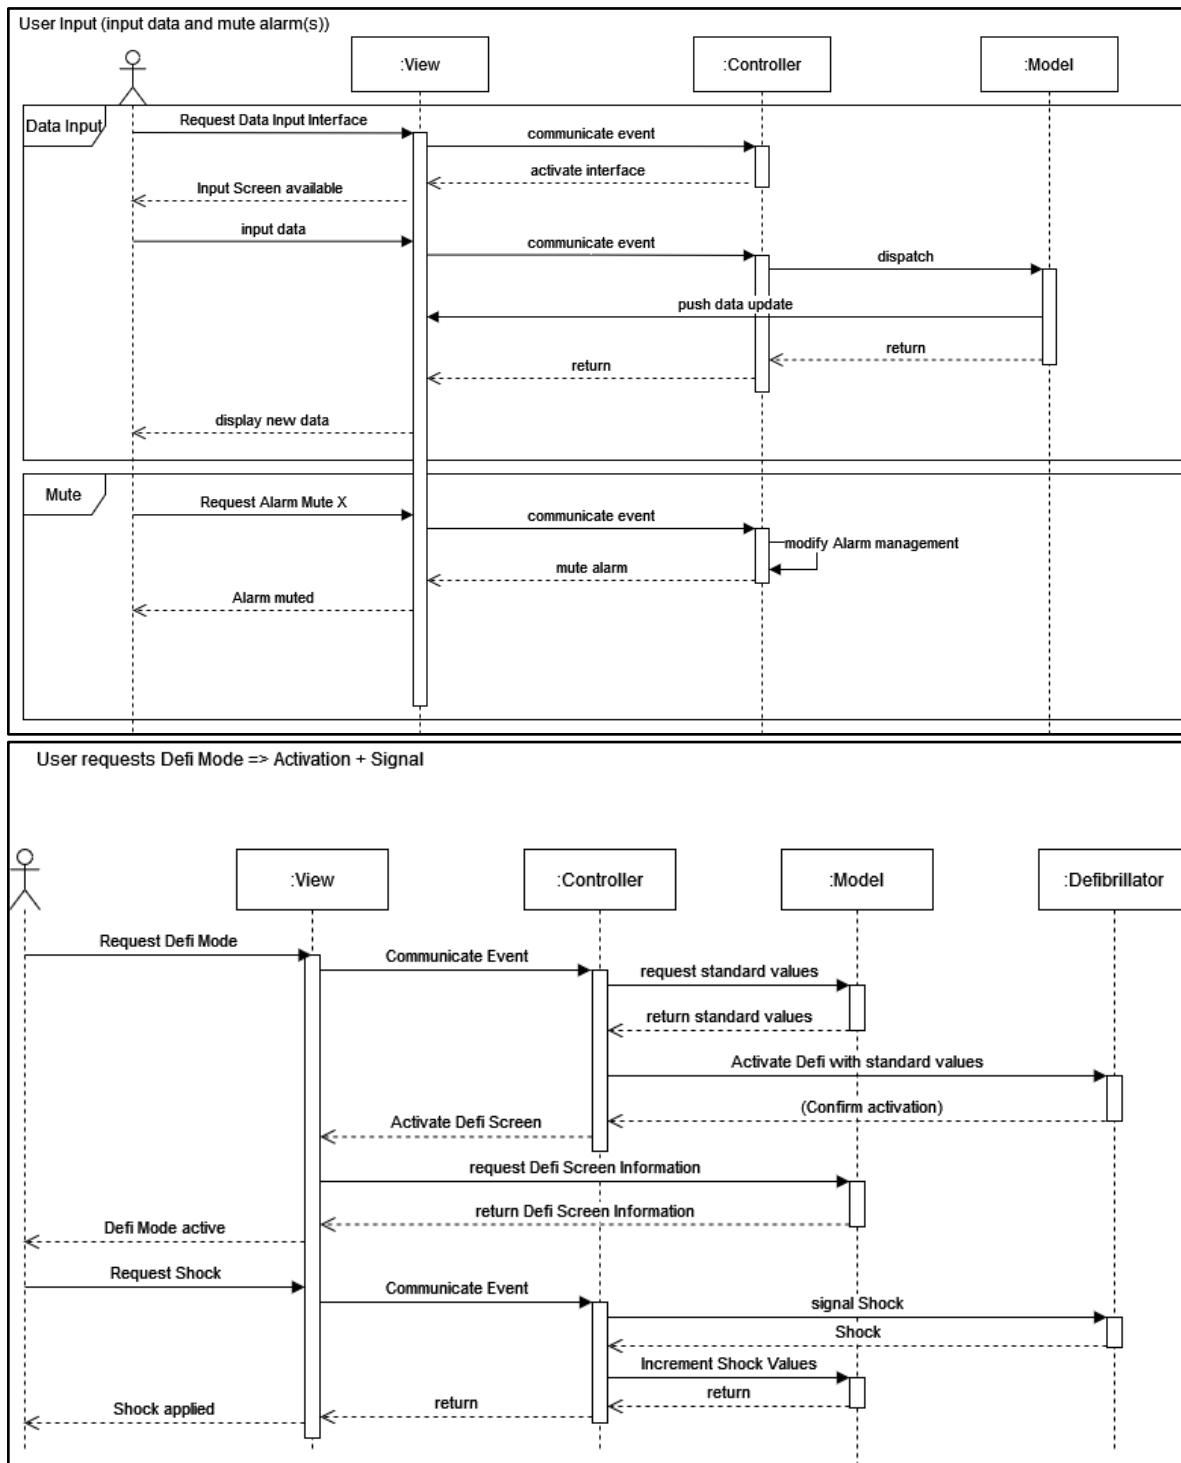 User Input (input data and mute alarm(s))
:View
:Controller
:Model
Data Input
Request Data Input Interface
communicate event
activate interface
Input Screen available
input data
communicate event
dispatch
push data update
return
return
display new data
Mute
Request Alarm Mute X
communicate event
modify Alarm management
mute alarm
Alarm muted
User requests Defi Mode => Activation + Signal
:View
:Controller
:Model
:Defibrillator
Request Defi Mode
Communicate Event
request standard values
return standard values
Activate Defi with standard values
(Confirm activation)
Activate Defi Screen
request Defi Screen Information
return Defi Screen Information
Defi Mode active
Request Shock
Communicate Event
signal Shock
Shock
Increment Shock Values
return
return
Shock applied